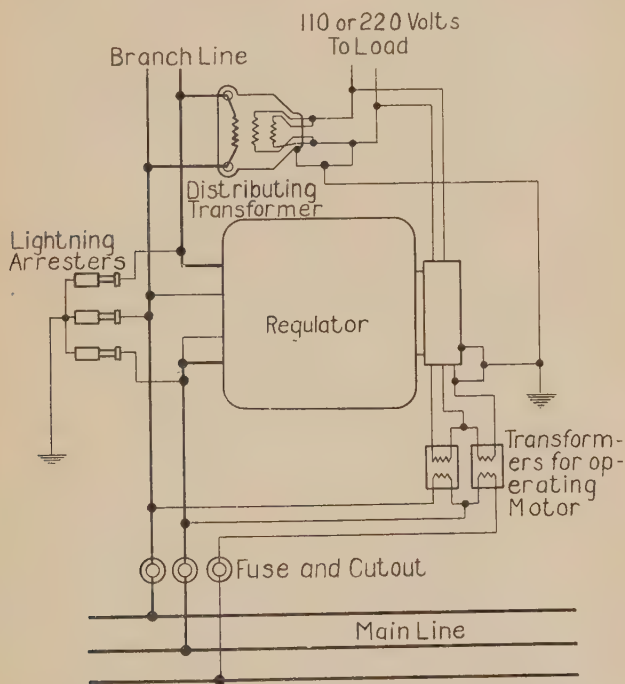 110 or 220 Volts
To Load
Branch Line
Distributing
Transformer
Lightning
Arresters
Regulator
Transform-
ers for op-
erating
Motor
Fuse and Cutout
Main Line